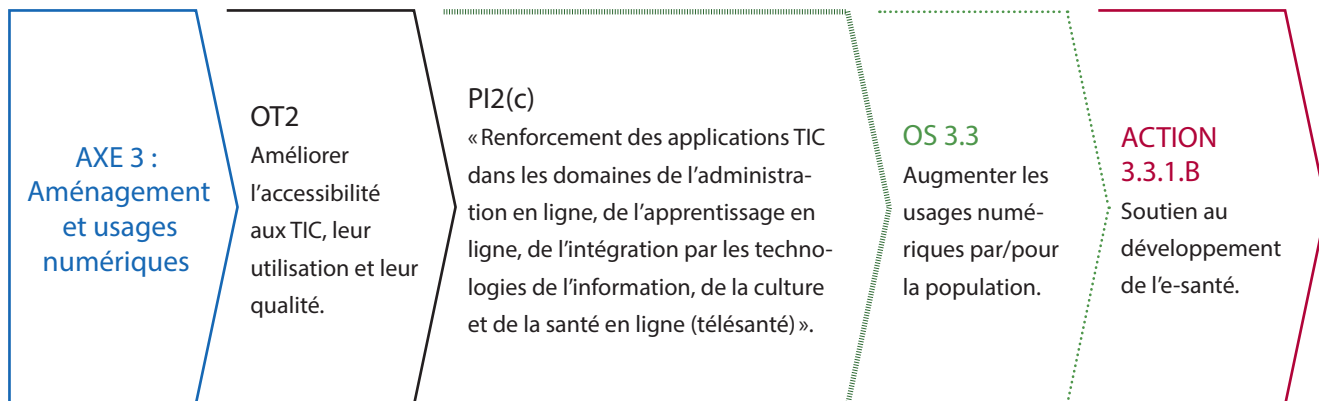 AXE 3 :
Aménagement
et usages
numériques
OT2
Améliorer
l’accessibilité
aux TIC, leur
utilisation et leur
qualité.
PI2(c)
« Renforcement des applications TIC
dans les domaines de l’administra-
tion en ligne, de l’apprentissage en
ligne, de l’intégration par les techno-
logies de l’information, de la culture
et de la santé en ligne (télésanté) ».
OS 3.3
Augmenter les
usages numé-
riques par/pour
la population.
ACTION
3.3.1.B
Soutien au
développement
de l’e-santé.